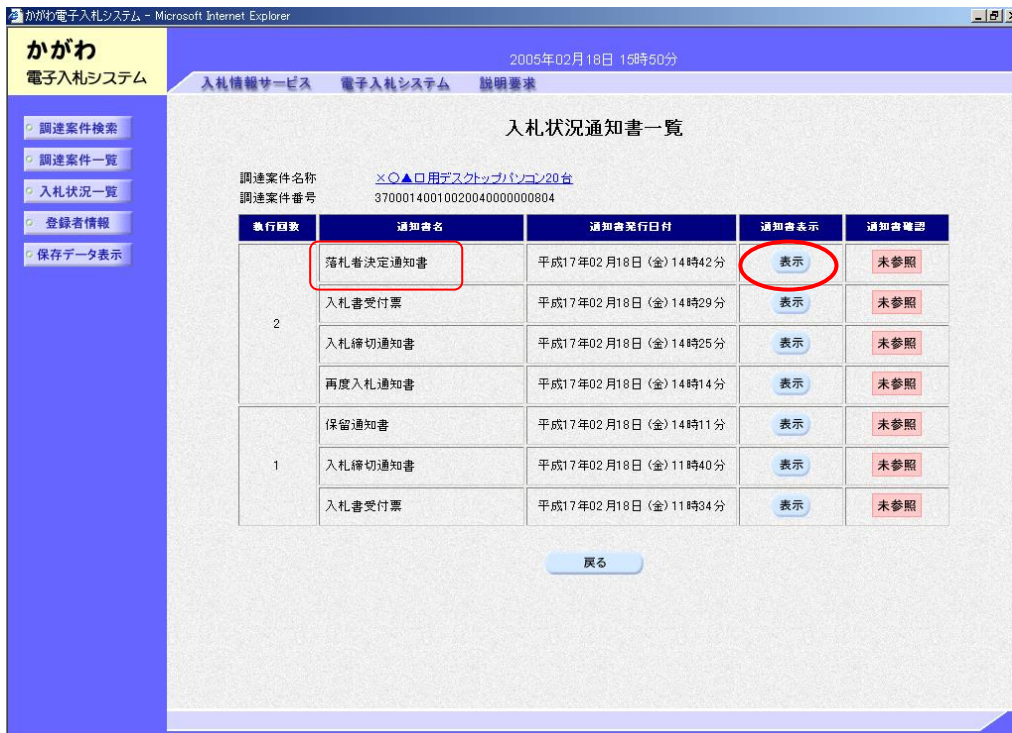 かがわ電子入札システム - Microsoft Internet Explorer
かがわ
電子入札システム
2005年02月18日 15時50分
入札情報サービス 電子入札システム 説明要求
調達案件検索
調達案件一覧
入札状況一覧
登録者情報
保存データ表示
入札状況通知書一覧
調達案件名称 ×○▲口用デスクトップパソコン20台
調達案件番号 3700014001002004000000804
執行回数 通知書名 通知書発行日付 通知書表示 通知書確認
2
落札者決定通知書 平成17年02月18日 (金) 14時42分 表示 未参照
入札書受付票 平成17年02月18日 (金) 14時29分 表示 未参照
入札締切通知書 平成17年02月18日 (金) 14時25分 表示 未参照
再度入札通知書 平成17年02月18日 (金) 14時14分 表示 未参照
1
保留通知書 平成17年02月18日 (金) 14時11分 表示 未参照
入札締切通知書 平成17年02月18日 (金) 11時40分 表示 未参照
入札書受付票 平成17年02月18日 (金) 11時34分 表示 未参照
戻る